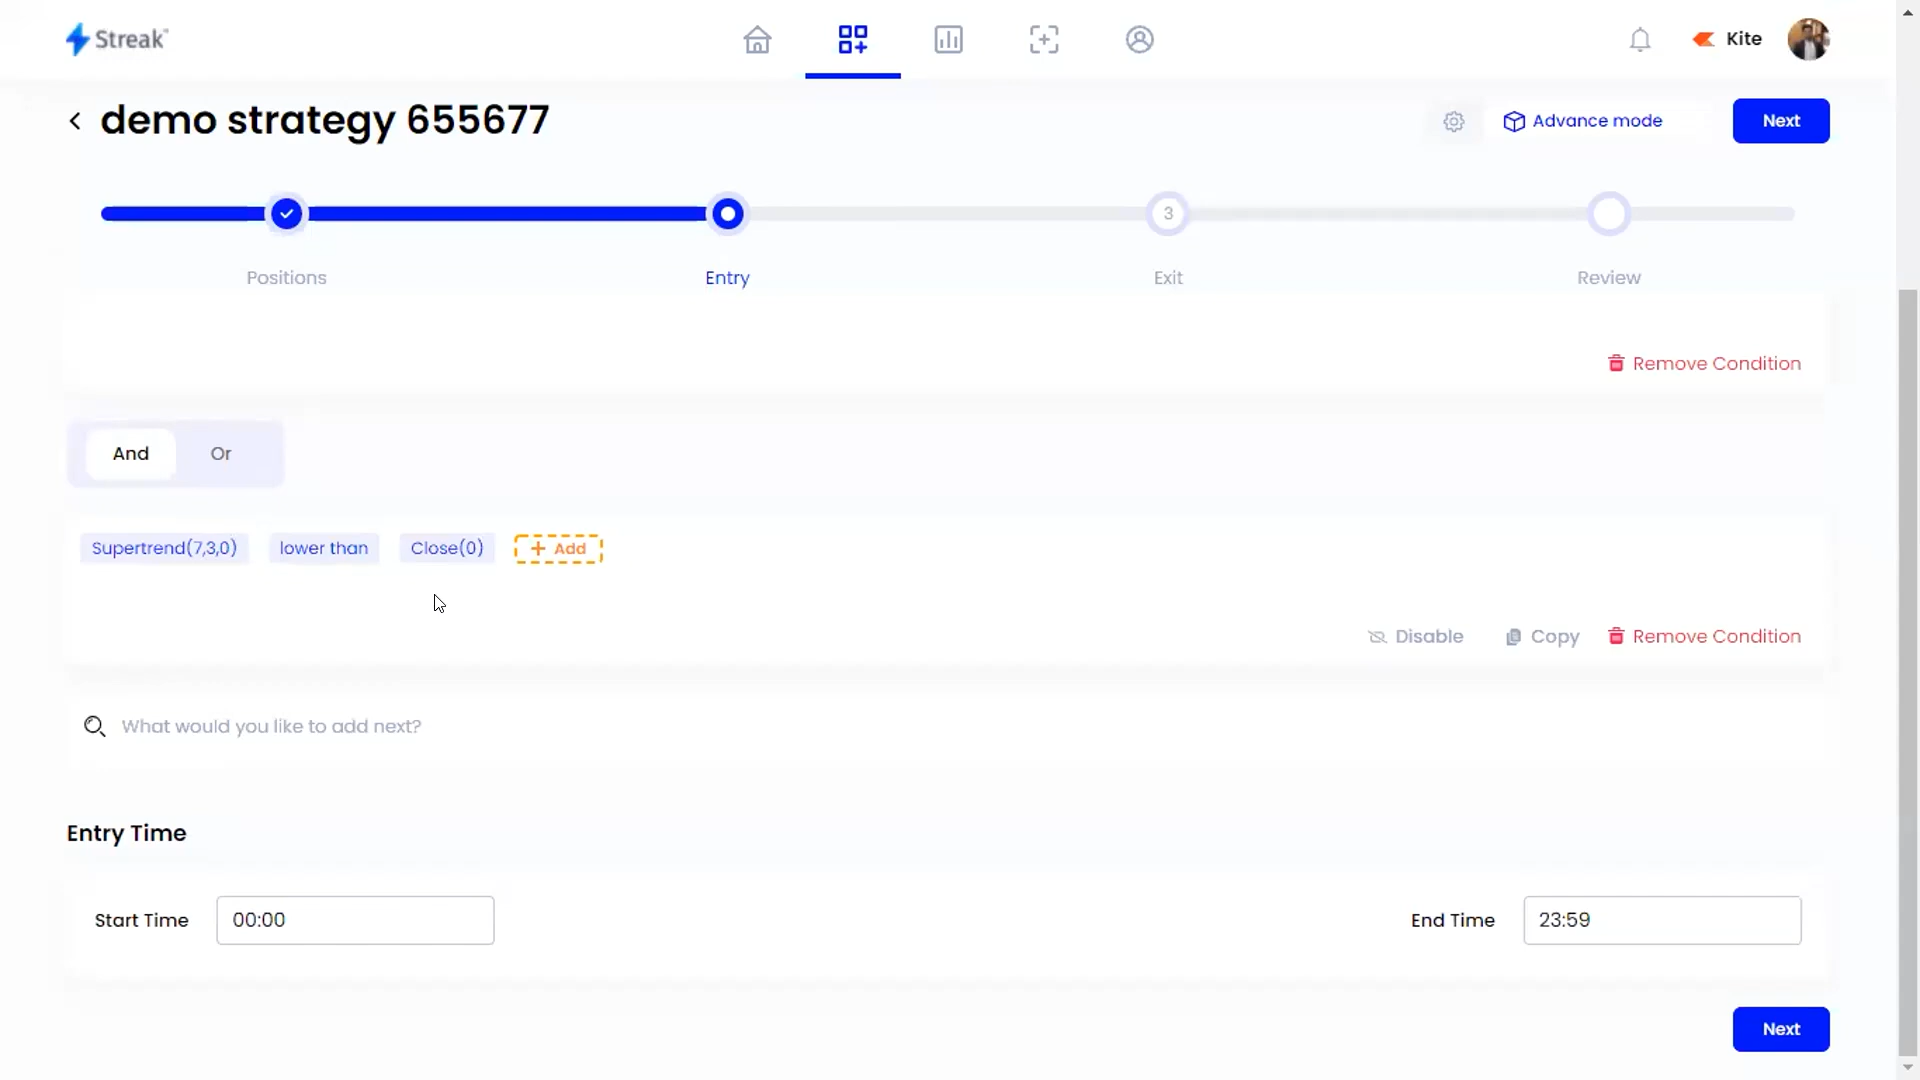 Streak™
Kite
demo strategy 655677
Advance mode
Next
3
Positions
Entry
Exit
Review
Remove Condition
And
Or
Supertrend(7,3,0)
lower than
Close(0)
+ Add
Disable
Copy
Remove Condition
What would you like to add next?
Entry Time
Start Time
00:00
End Time
23:59
Next